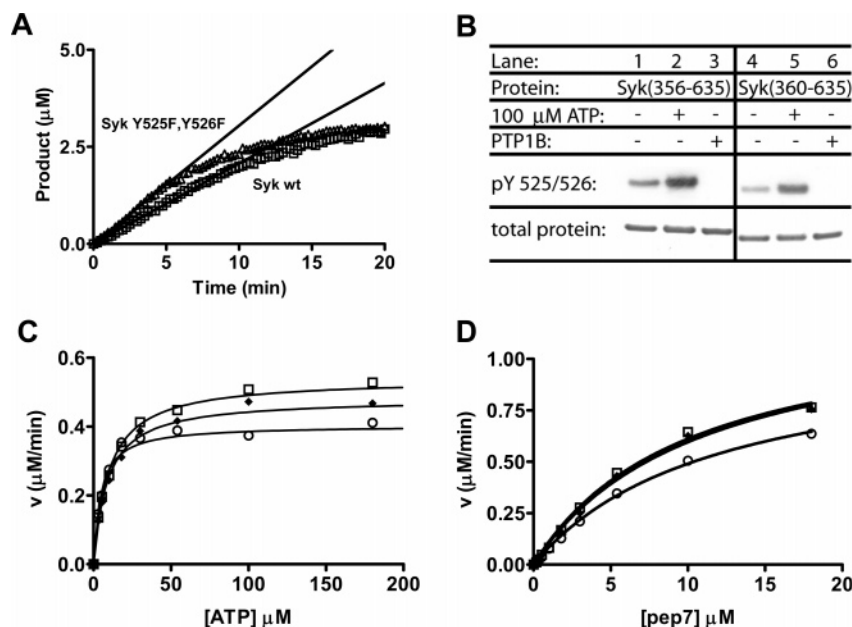 A
Product (µM)
5.0
2.5
0.0
Syk Y525F,Y526F
Syk wt
0 5 10 15 20
Time (min)
B
Lane: 1 2 3 4 5 6
Protein: Syk(356-635) Syk(360-635)
100 µM ATP: - + - - + -
PTP1B: - - + - - +
pY 525/526:
total protein:
C
v (µM/min)
0.6
0.4
0.2
0.0
0 50 100 150 200
[ATP] µM
D
v (µM/min)
1.00
0.75
0.50
0.25
0.00
0 5 10 15 20
[pep7] µM